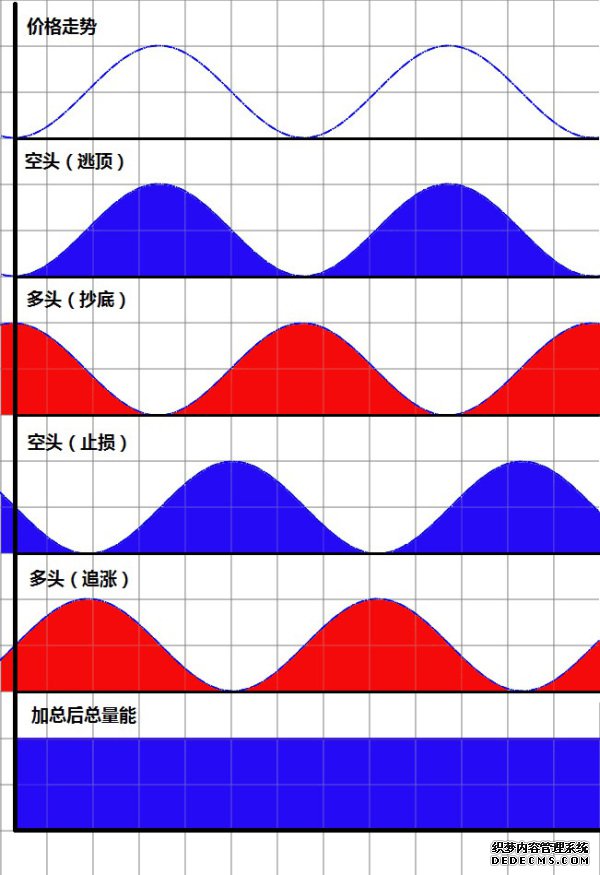 价格走势
空头（逃顶）
多头（抄底）
空头（止损）
多头（追涨）
加总后总量能
织梦内容管理系统
DEDECMS.COM